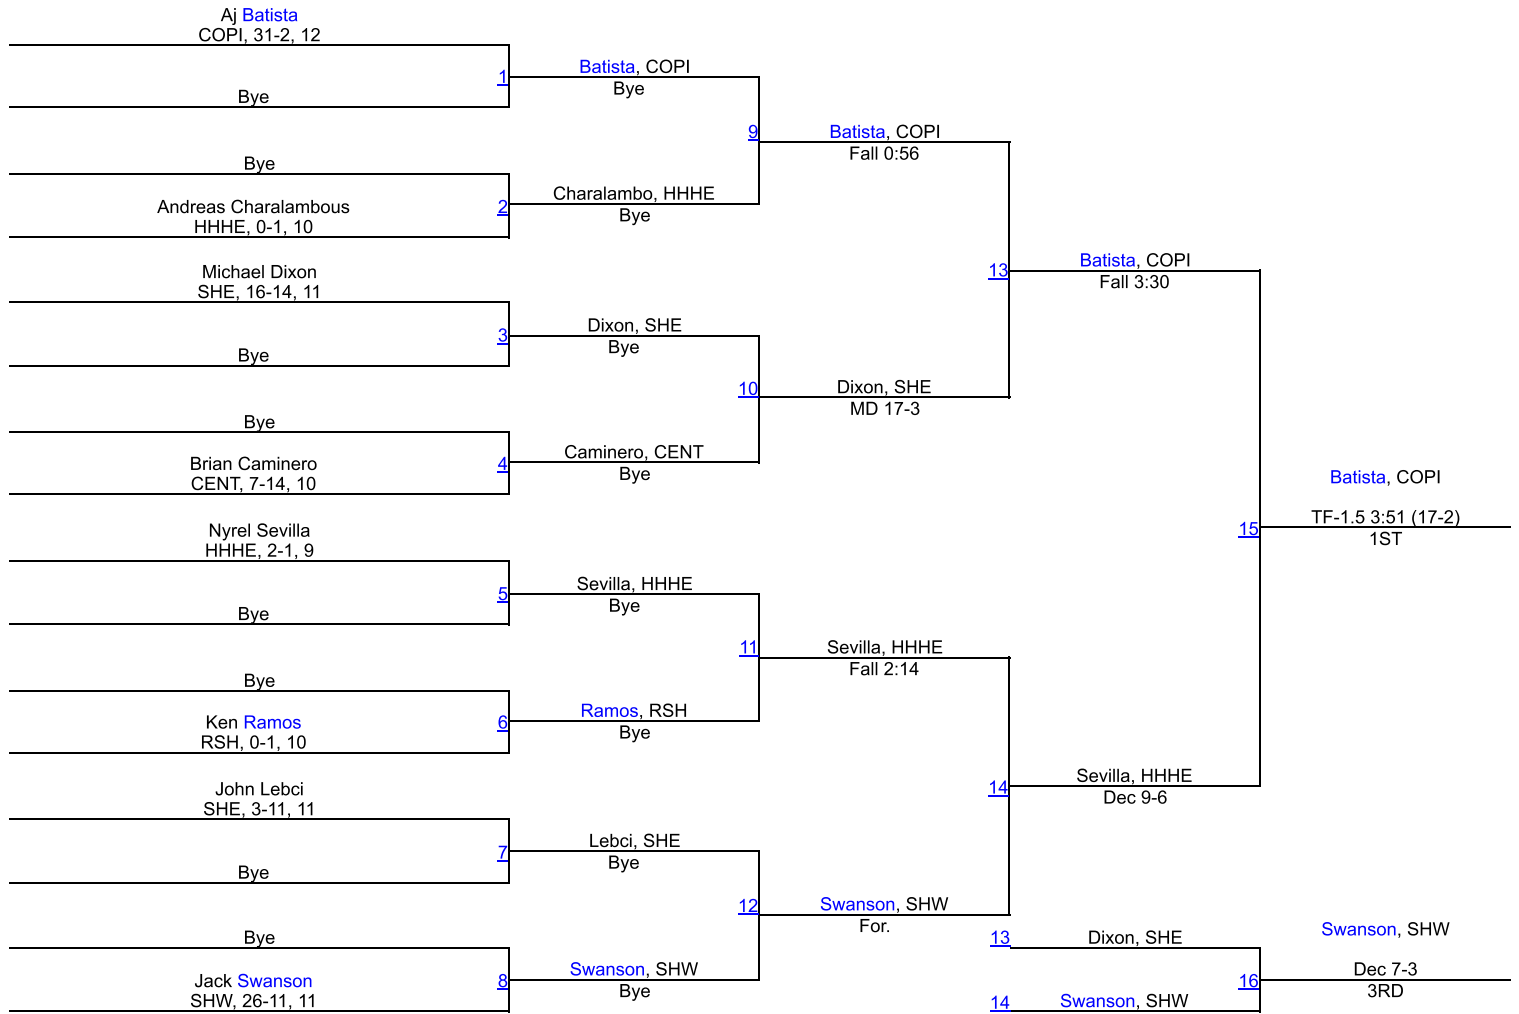 Aj Batista
COPI, 31-2, 12
1
Bye
Batista, COPI
Bye
9
Bye
Andreas Charalambous
HHHE, 0-1, 10
2
Charalambo, HHHE
Bye
Batista, COPI
Fall 0:56
13
Michael Dixon
SHE, 16-14, 11
3
Bye
Dixon, SHE
Bye
10
Bye
Brian Caminero
CENT, 7-14, 10
4
Caminero, CENT
Bye
Dixon, SHE
MD 17-3
Batista, COPI
Fall 3:30
15
Nyrel Sevilla
HHHE, 2-1, 9
5
Bye
Sevilla, HHHE
Bye
11
Bye
Ken Ramos
RSH, 0-1, 10
6
Ramos, RSH
Bye
Sevilla, HHHE
Fall 2:14
14
John Lebci
SHE, 3-11, 11
7
Bye
Lebci, SHE
Bye
12
Bye
Jack Swanson
SHW, 26-11, 11
8
Swanson, SHW
Bye
Swanson, SHW
For.
Sevilla, HHHE
Dec 9-6
Batista, COPI
TF-1.5 3:51 (17-2)
1ST
13
Dixon, SHE
14
Swanson, SHW
16
Swanson, SHW
Dec 7-3
3RD